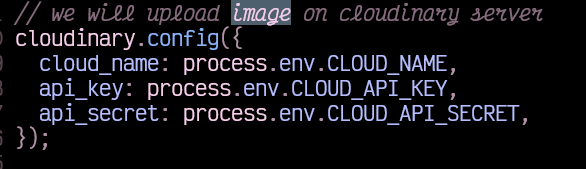 // we will upload image on cloudinary server
cloudinary.config({
cloud_name: process.env.CLOUD_NAME,
api_key: process.env.CLOUD_API_KEY,
api_secret: process.env.CLOUD_API_SECRET,
});